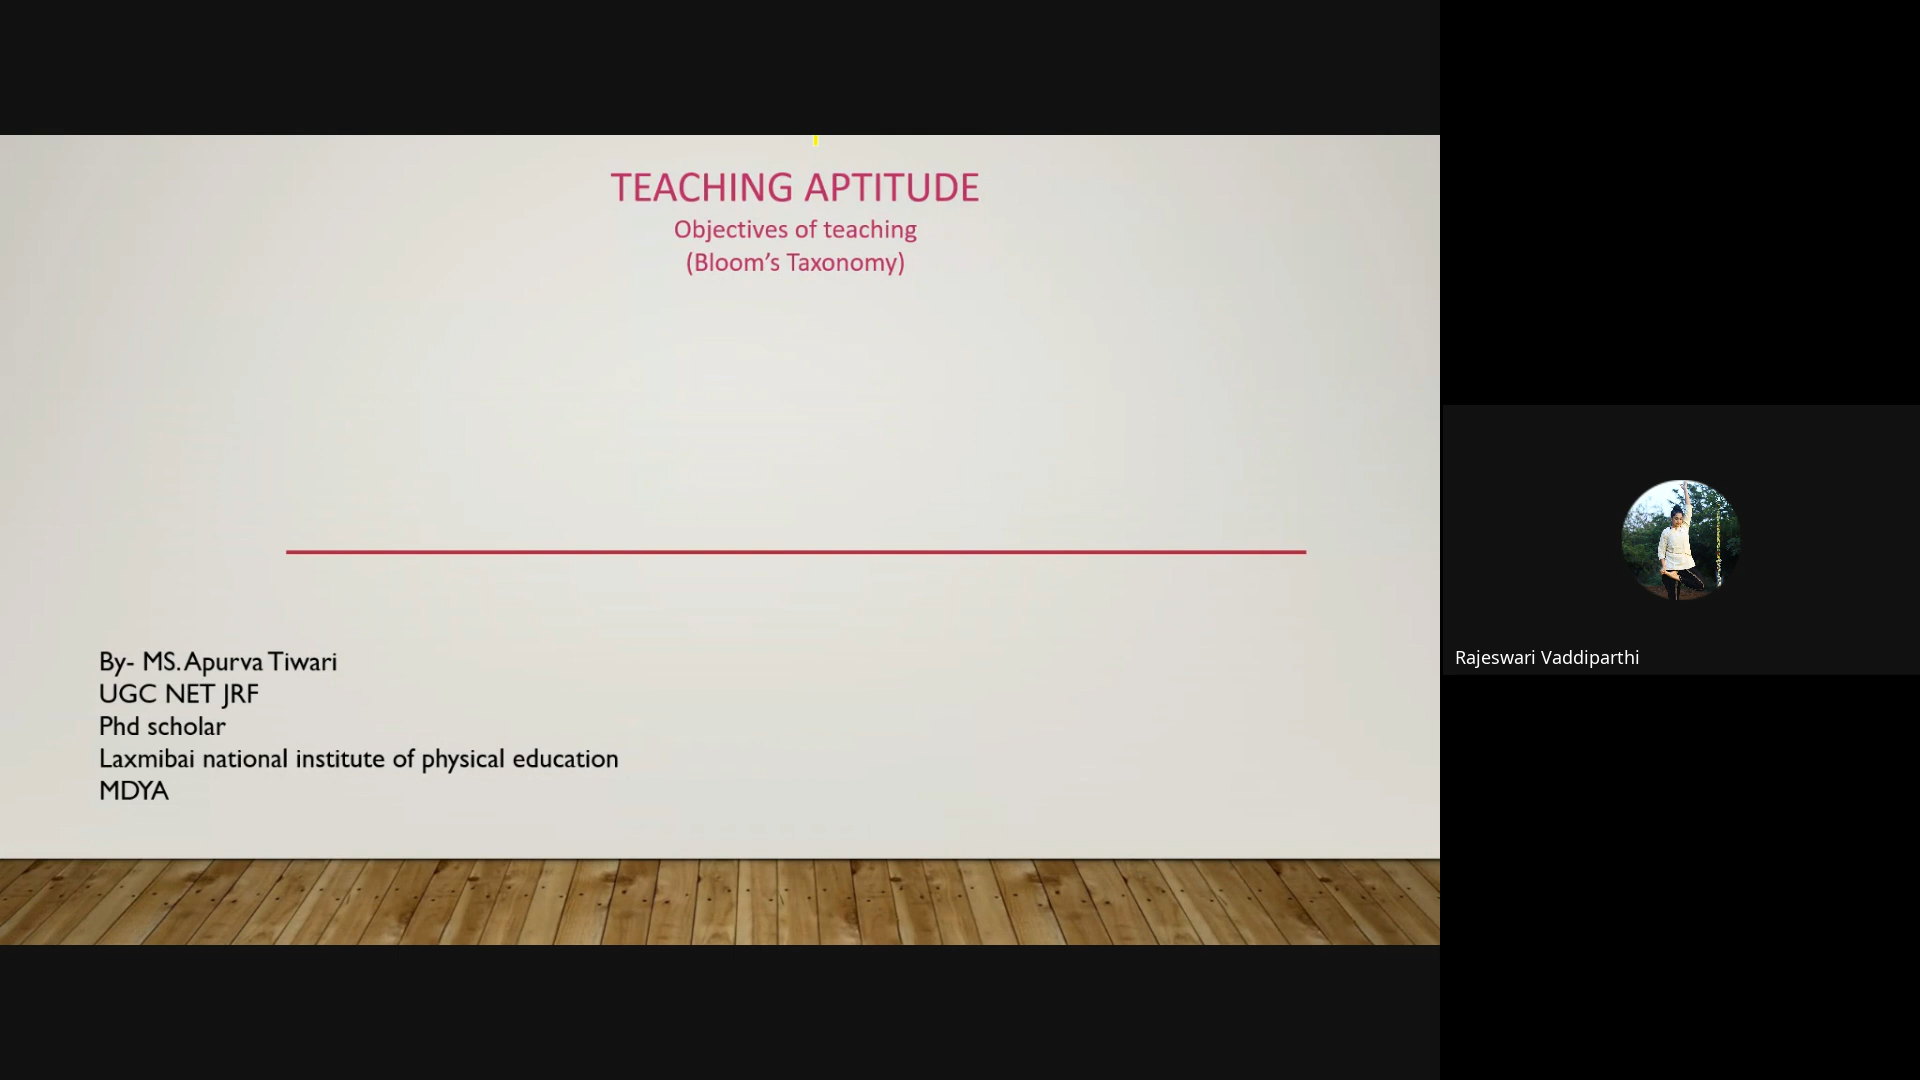 TEACHING APTITUDE
Objectives of teaching
(Bloom’s Taxonomy)
By- MS. Apurva Tiwari
UGC NET JRF
Phd scholar
Laxmibai national institute of physical education
MDYA
Rajeswari Vaddiparthi